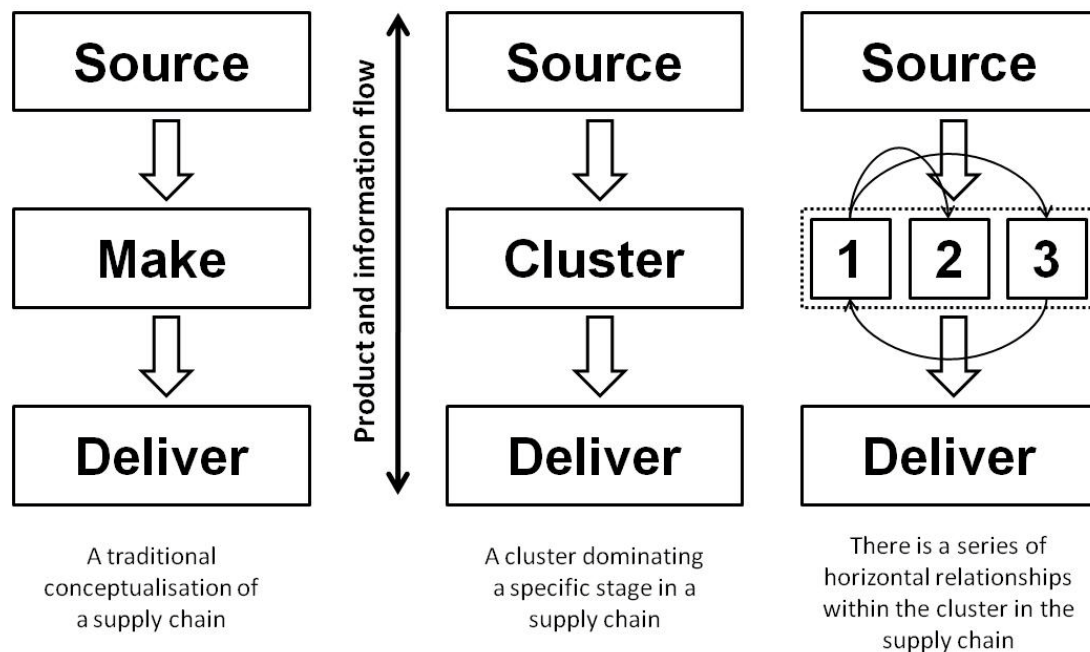 Source
Make
Deliver
A traditional
conceptualisation of
a supply chain
Product and information flow
Source
Cluster
Deliver
A cluster dominating
a specific stage in a
supply chain
Source
1 2 3
Deliver
There is a series of
horizontal relationships
within the cluster in the
supply chain